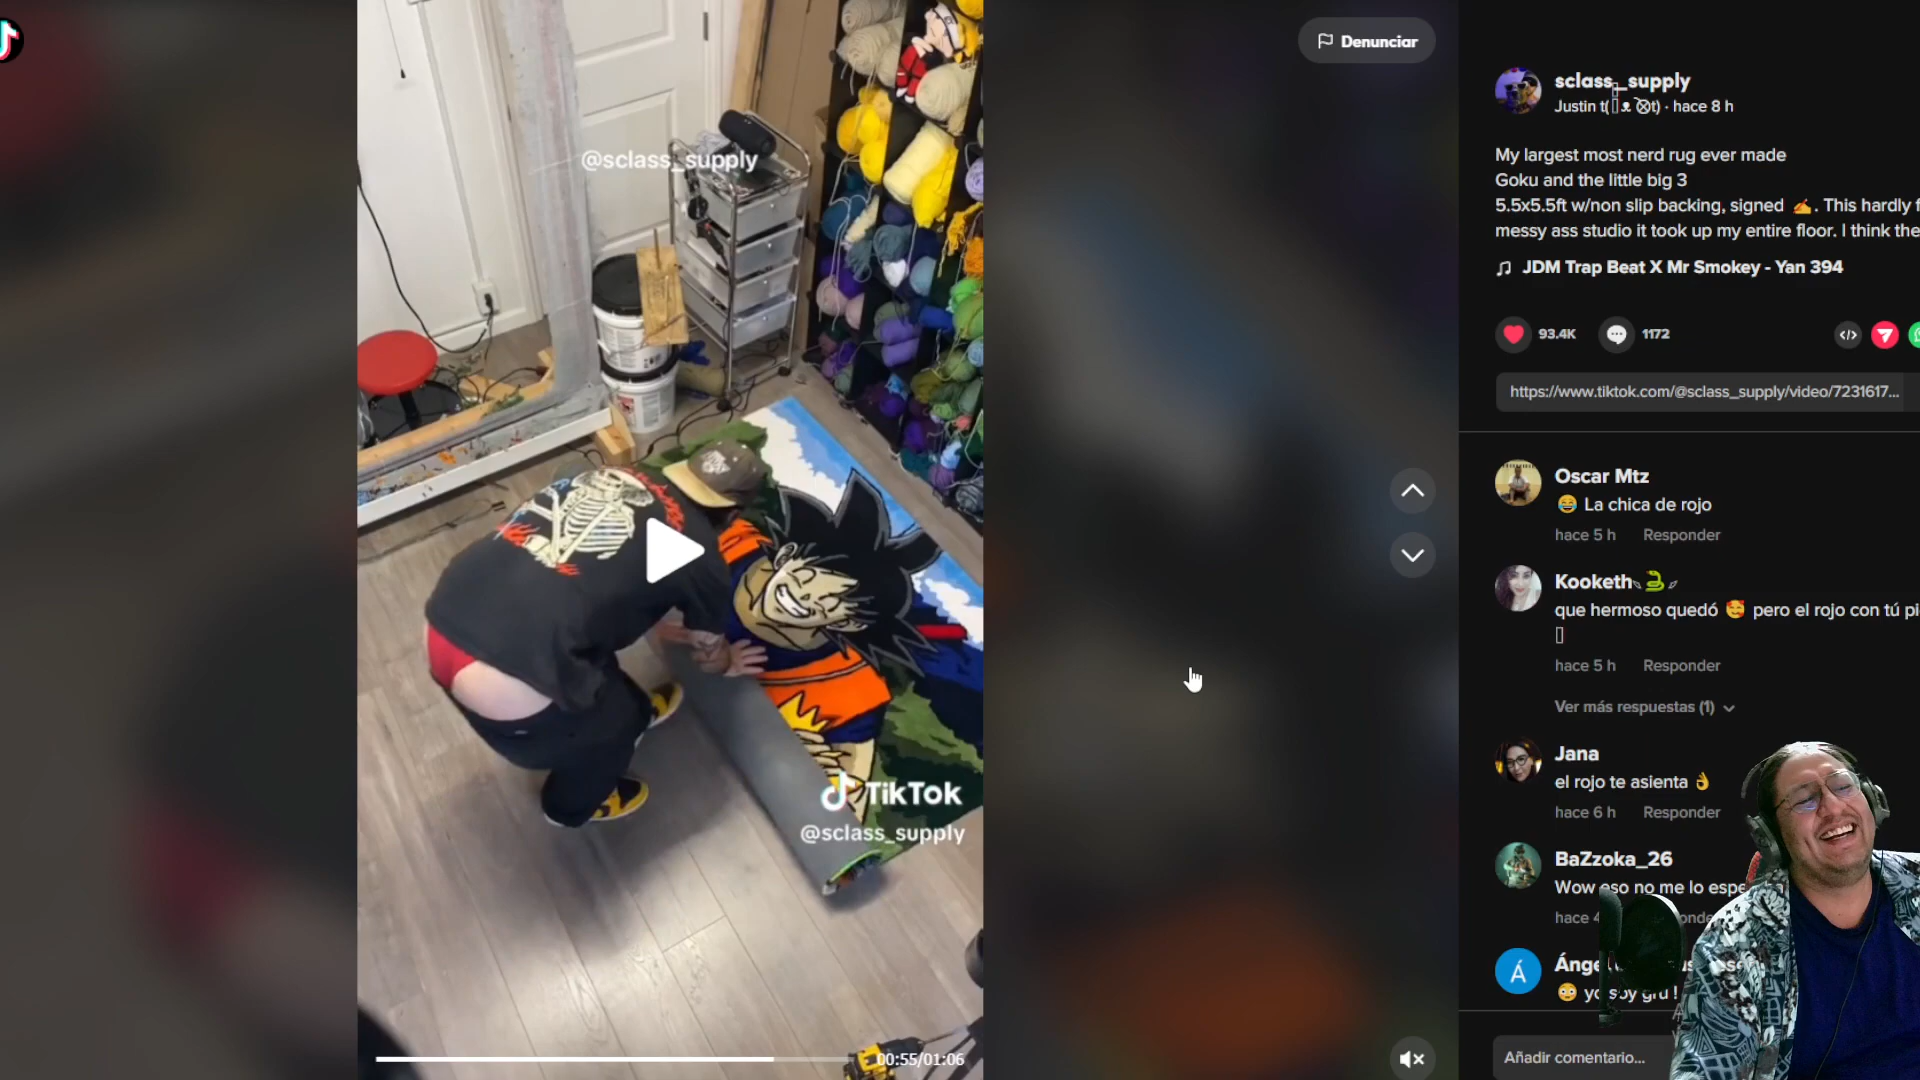 Denunciar
@sclass_supply
TikTok
@sclass_supply
00:55/01:06
sclass_supply
Justin t( t) · hace 8 h
My largest most nerd rug ever made
Goku and the little big 3
5.5x5.5ft w/non slip backing, signed ✍️. This hardly
messy ass studio it took up my entire floor. I think the
JDM Trap Beat X Mr Smokey - Yan 394
93.4K
1172
https://www.tiktok.com/@sclass_supply/video/7231617...
Oscar Mtz
😂 La chica de rojo
hace 5 h Responder
Kooketh
que hermoso quedó 🥰 pero el rojo con tú
hace 5 h Responder
Ver más respuestas (1)
Jana
el rojo te asienta 👌
hace 6 h Responder
BaZzoka_26
Wow eso no me lo
hace
Á
😳 yo soy gru !
Añadir comentario...